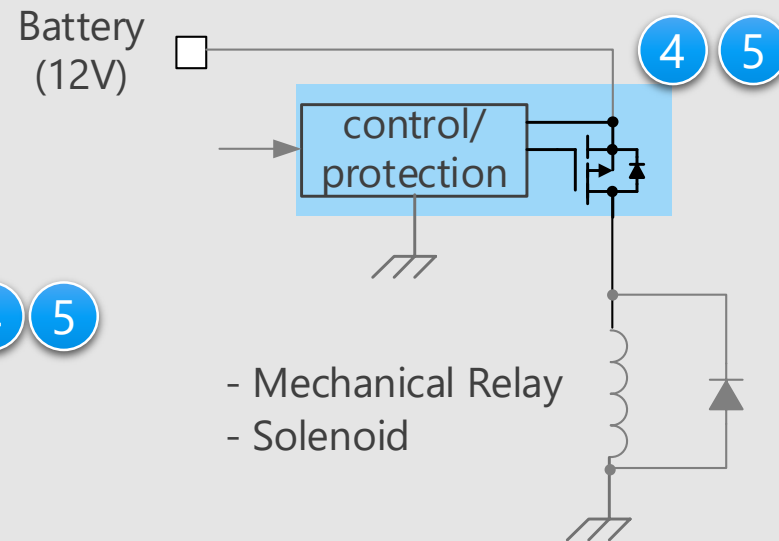 Battery
(12V)
4 5
control/
protection
5
- Mechanical Relay
- Solenoid